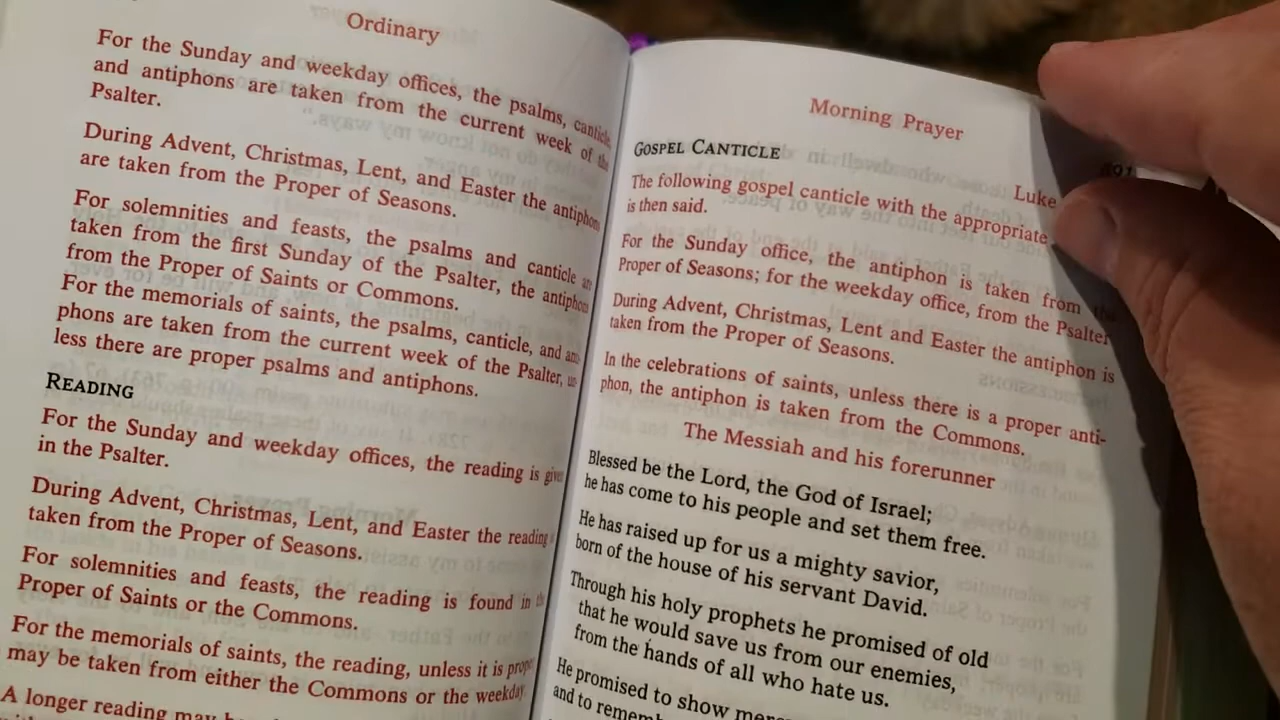 Ordinary
For the Sunday and weekday offices, the psalms,
and antiphons are taken from the current week of
Psalter.
During Advent, Christmas, Lent, and Easter the
are taken from the Proper of Seasons.
For solemnities and feasts, the psalms and canticle
taken from the first Sunday of the Psalter, the
from the Proper of Saints or Commons.
For the memorials of saints, the psalms, canticle, and
phons are taken from the current week of the Psalter,
less there are proper psalms and antiphons.
READING
For the Sunday and weekday offices, the reading is
in the Psalter.
During Advent, Christmas, Lent, and Easter the reading
taken from the Proper of Seasons.
For solemnities and feasts, the reading is found in
Proper of Saints or the Commons.
For the memorials of saints, the reading, unless it is
may be taken from either the Commons or the weekday.
A longer reading may
Morning Prayer
GOSPEL CANTICLE
Luke
The following gospel canticle with the appropriate
is then said.
For the Sunday office, the antiphon is taken from the
Proper of Seasons; for the weekday office, from the Psalter
During Advent, Christmas, Lent and Easter the antiphon is
taken from the Proper of Seasons.
In the celebrations of saints, unless there is a proper anti-
phon, the antiphon is taken from the Commons.
The Messiah and his forerunner
Blessed be the Lord, the God of Israel;
he has come to his people and set them free.
He has raised up for us a mighty savior,
born of the house of his servant David.
Through his holy prophets he promised of old
that he would save us from our enemies,
from the hands of all who hate us.
He promised to show
and to